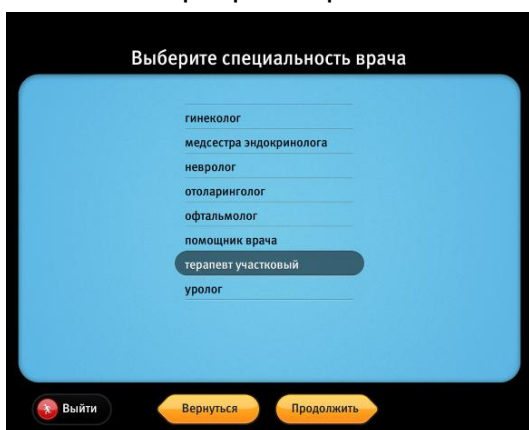 Выберите специальность врача
гинеколог
медсестра эндокринолога
невролог
отоларинголог
офтальмолог
помощник врача
терапевт участковый
уролог
Выйти
Вернуться
Продолжить